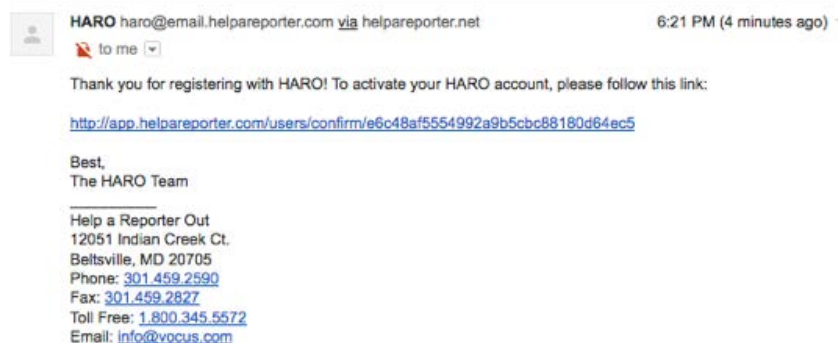 HARO haro@email.helpareporter.com via helpareporter.net 6:21 PM (4 minutes ago)
to me
Thank you for registering with HARO! To activate your HARO account, please follow this link:
http://app.helpareporter.com/users/confirm/e6c48af5554992a9b5cbc88180d64ec5
Best,
The HARO Team
Help a Reporter Out
12051 Indian Creek Ct.
Beltsville, MD 20705
Phone: 301.459.2590
Fax: 301.459.2827
Toll Free: 1.800.345.5572
Email: info@vocus.com